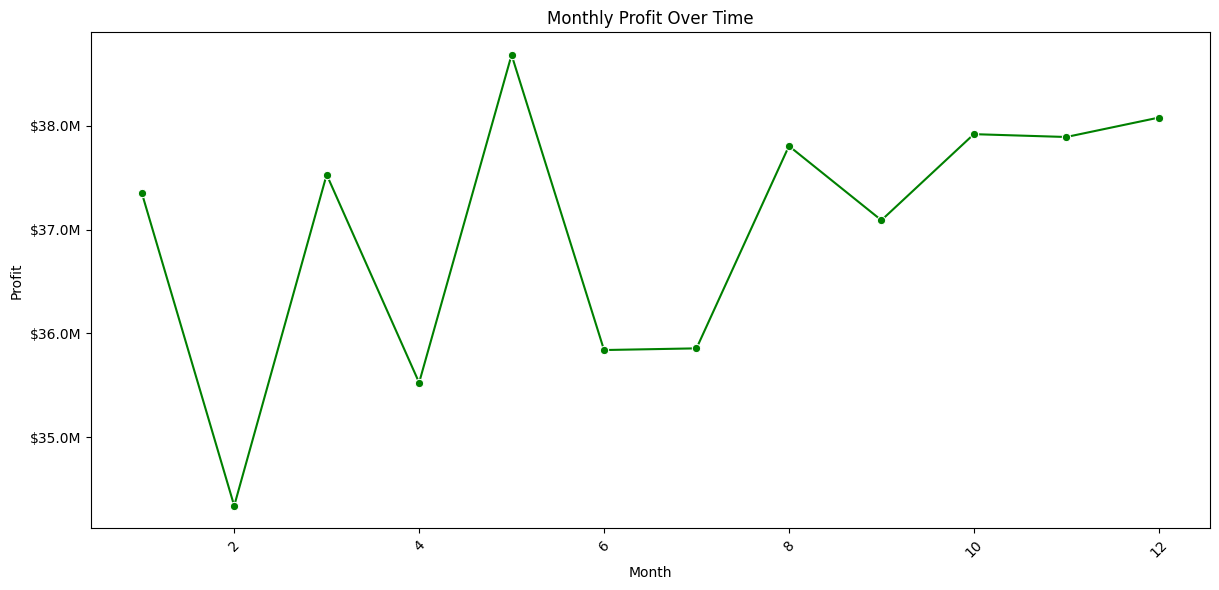 Monthly Profit Over Time
$38.0M
$37.0M
$36.0M
$35.0M
Profit
2
4
6
8
10
12
Month